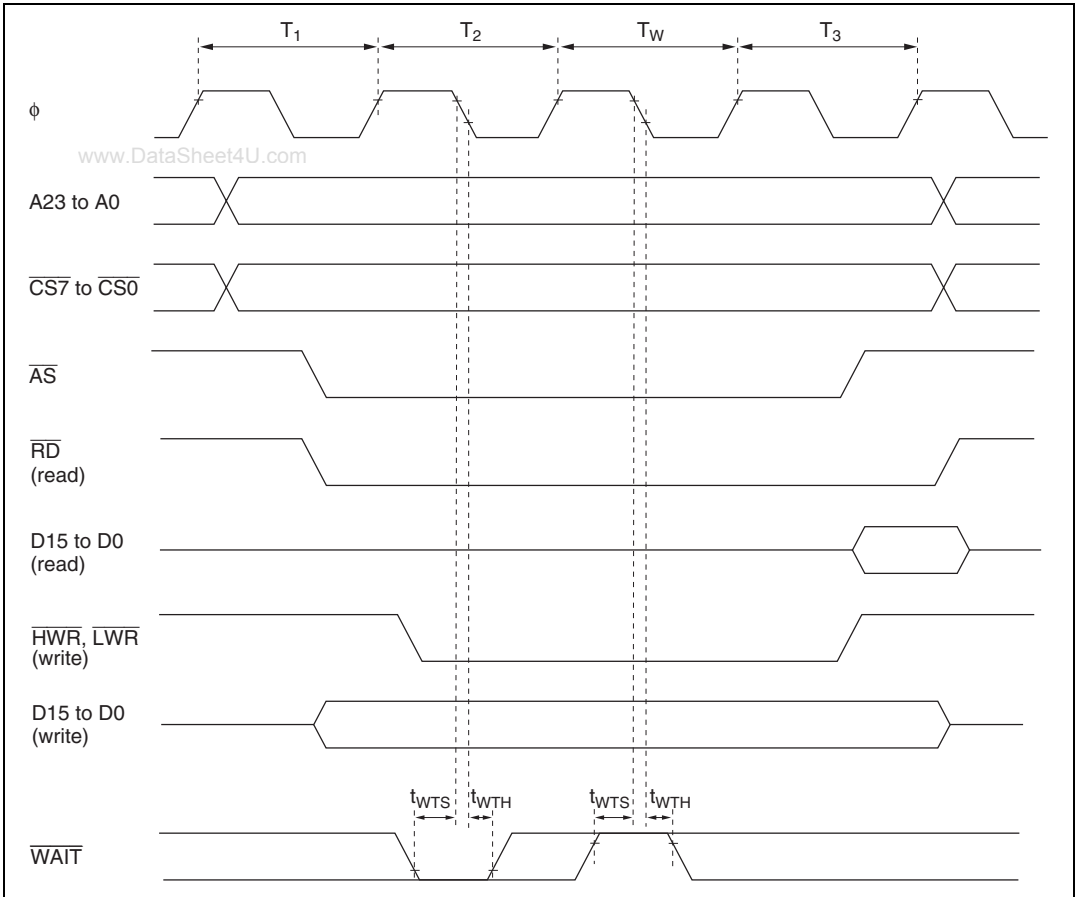 T1 T2 TW T3
φ
www.DataSheet4U.com
A23 to A0
CS7 to CS0
AS
RD
(read)
D15 to D0
(read)
HWR, LWR
(write)
D15 to D0
(write)
tWTS tWTH tWTS tWTH
WAIT